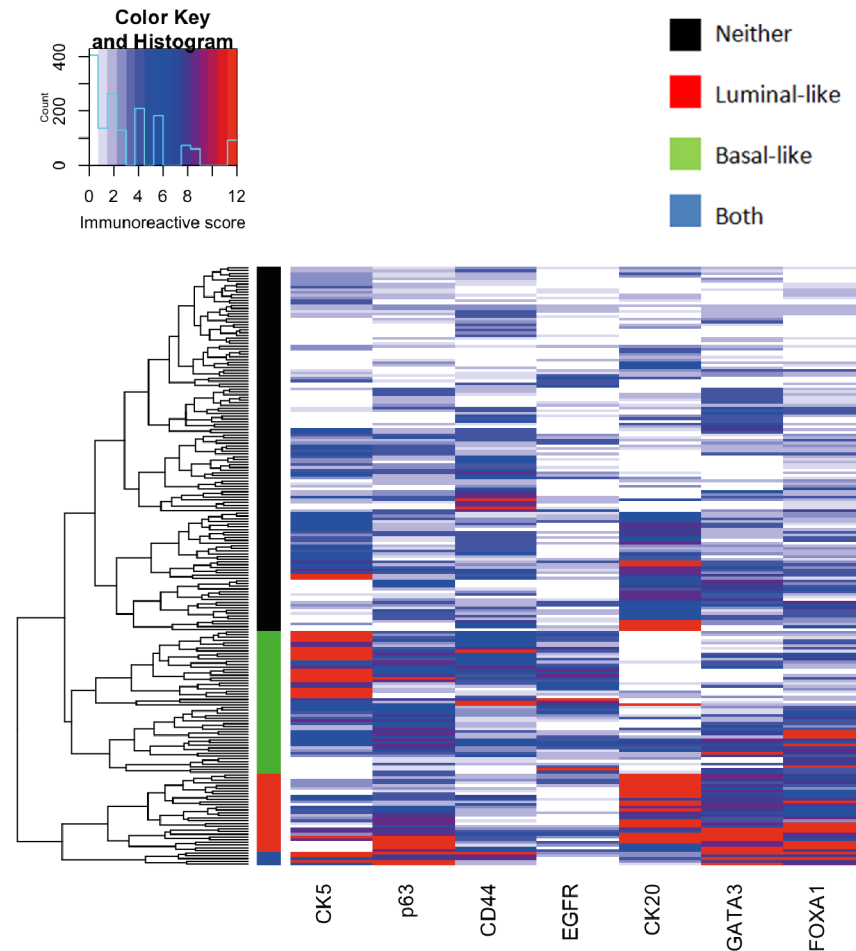 Color Key
and Histogram
Count
400
200
0
0 2 4 6 8 12
Immunoreactive score
Neither
Luminal-like
Basal-like
Both
CK5 p63 CD44 EGFR CK20 GATA3 FOXA1